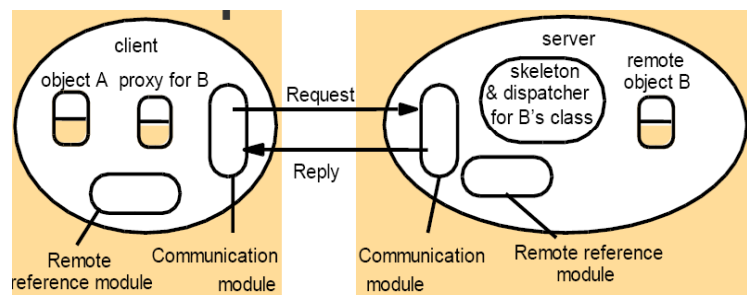 client
object A
proxy for B
Request
Reply
Remote
reference module
Communication
module
server
skeleton
& dispatcher
for B's class
remote
object B
Communication
module
Remote reference
module